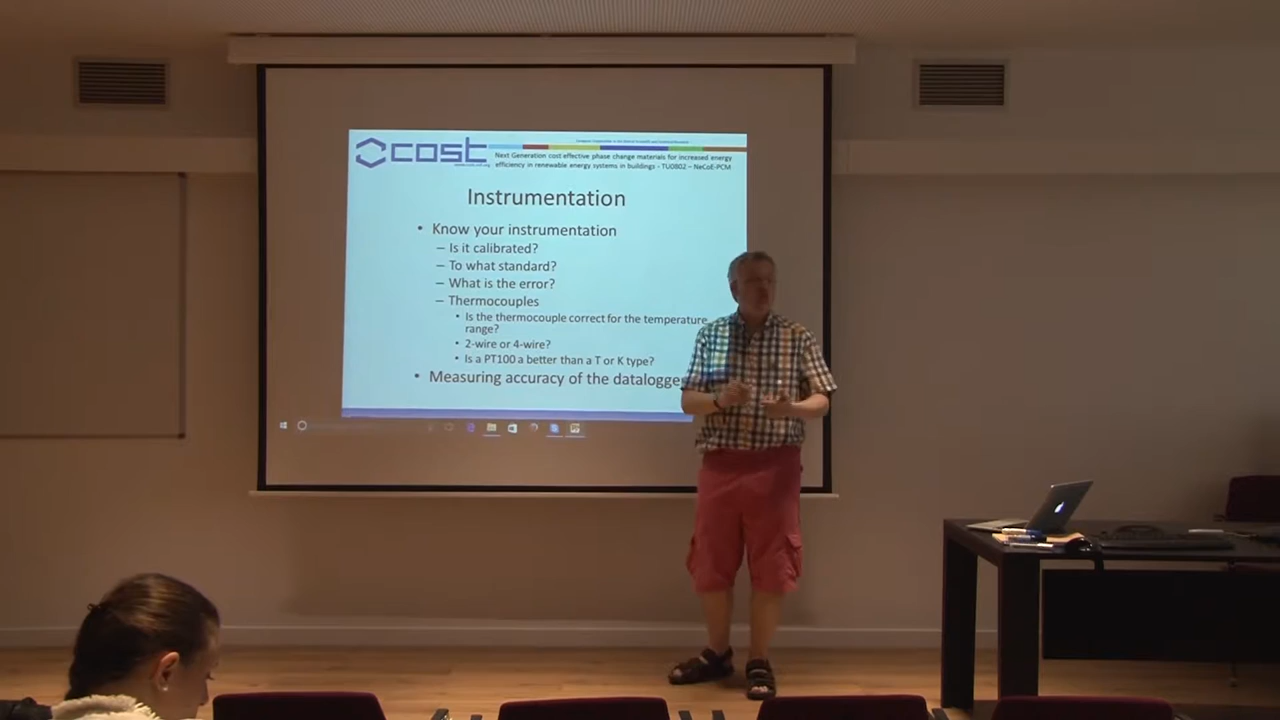 cost
Next Generation cost effective phase change materials for increased energy
efficiency in renewable energy systems in buildings - TU0802 – NeCoE-PCM
Instrumentation
• Know your instrumentation
– Is it calibrated?
– To what standard?
– What is the error?
– Thermocouples
• Is the thermocouple correct for the temperature
range?
• 2-wire or 4-wire?
• Is a PT100 a better than a T or K type?
• Measuring accuracy of the datalogge